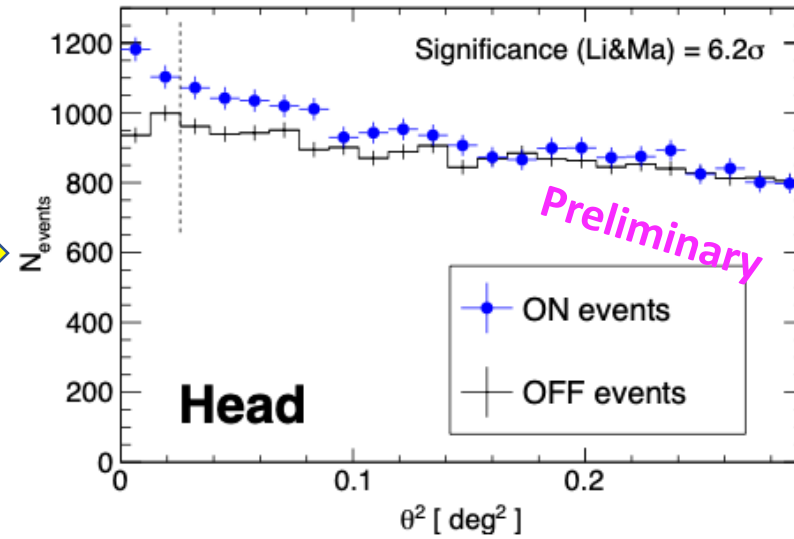 Significance (Li&Ma) = 6.2σ
1200
1000
800
600
400
200
0
N_events
Preliminary
ON events
OFF events
Head
0
0.1
0.2
θ² [ deg² ]